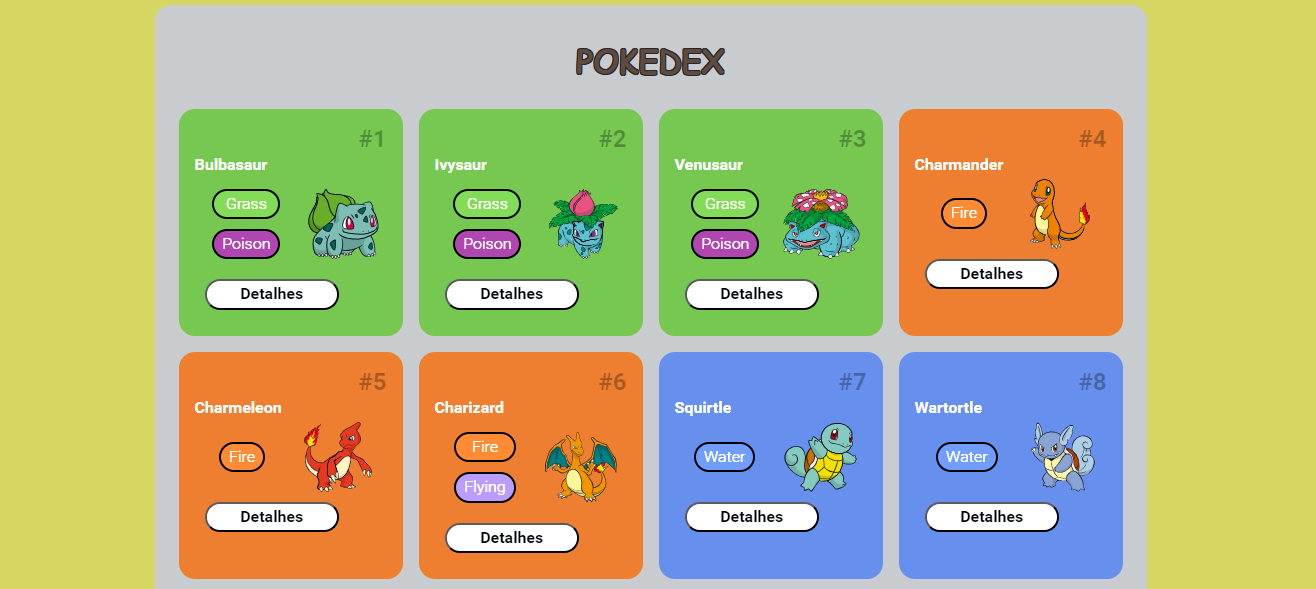 POKEDEX
#1
Bulbasaur
Grass
Poison
Detalhes
#2
Ivysaur
Grass
Poison
Detalhes
#3
Venusaur
Grass
Poison
Detalhes
#4
Charmander
Fire
Detalhes
#5
Charmeleon
Fire
Detalhes
#6
Charizard
Fire
Flying
Detalhes
#7
Squirtle
Water
Detalhes
#8
Wartortle
Water
Detalhes